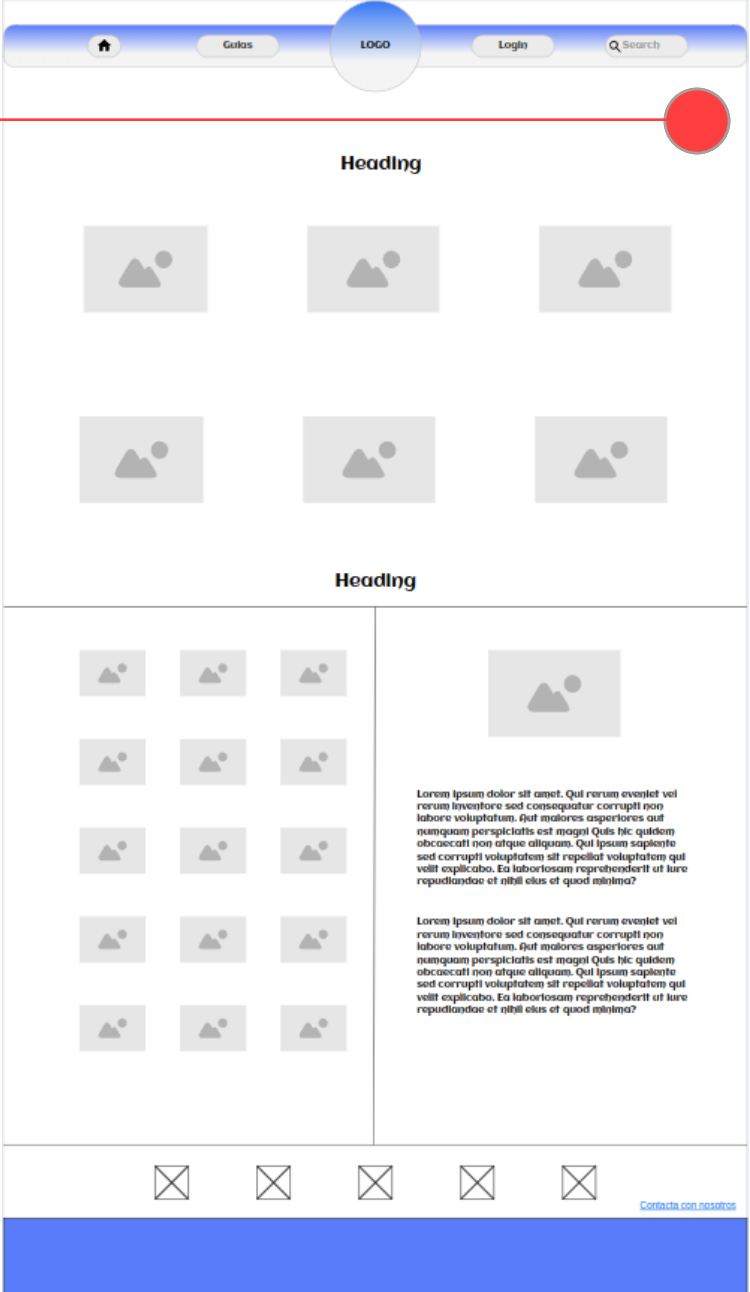 Guias
LOGO
Login
Search
Heading
Heading
Lorem ipsum dolor sit amet. Qui rerum eveniet vel
rerum inventore sed consequatur corrupti non
labore voluptatum. Aut maiores asperiores aut
numquam perspiciatis est magni Quis hic quidem
obcaecati non atque aliquam. Qui ipsum sapiente
sed corrupti voluptatem sit repellat voluptatem qui
velit explicabo. Ea laboriosam reprehenderit ut iure
repudiandae et nihil eius et quod minima?
Lorem ipsum dolor sit amet. Qui rerum eveniet vel
rerum inventore sed consequatur corrupti non
labore voluptatum. Aut maiores asperiores aut
numquam perspiciatis est magni Quis hic quidem
obcaecati non atque aliquam. Qui ipsum sapiente
sed corrupti voluptatem sit repellat voluptatem qui
velit explicabo. Ea laboriosam reprehenderit ut iure
repudiandae et nihil eius et quod minima?
Contacta con nosotros